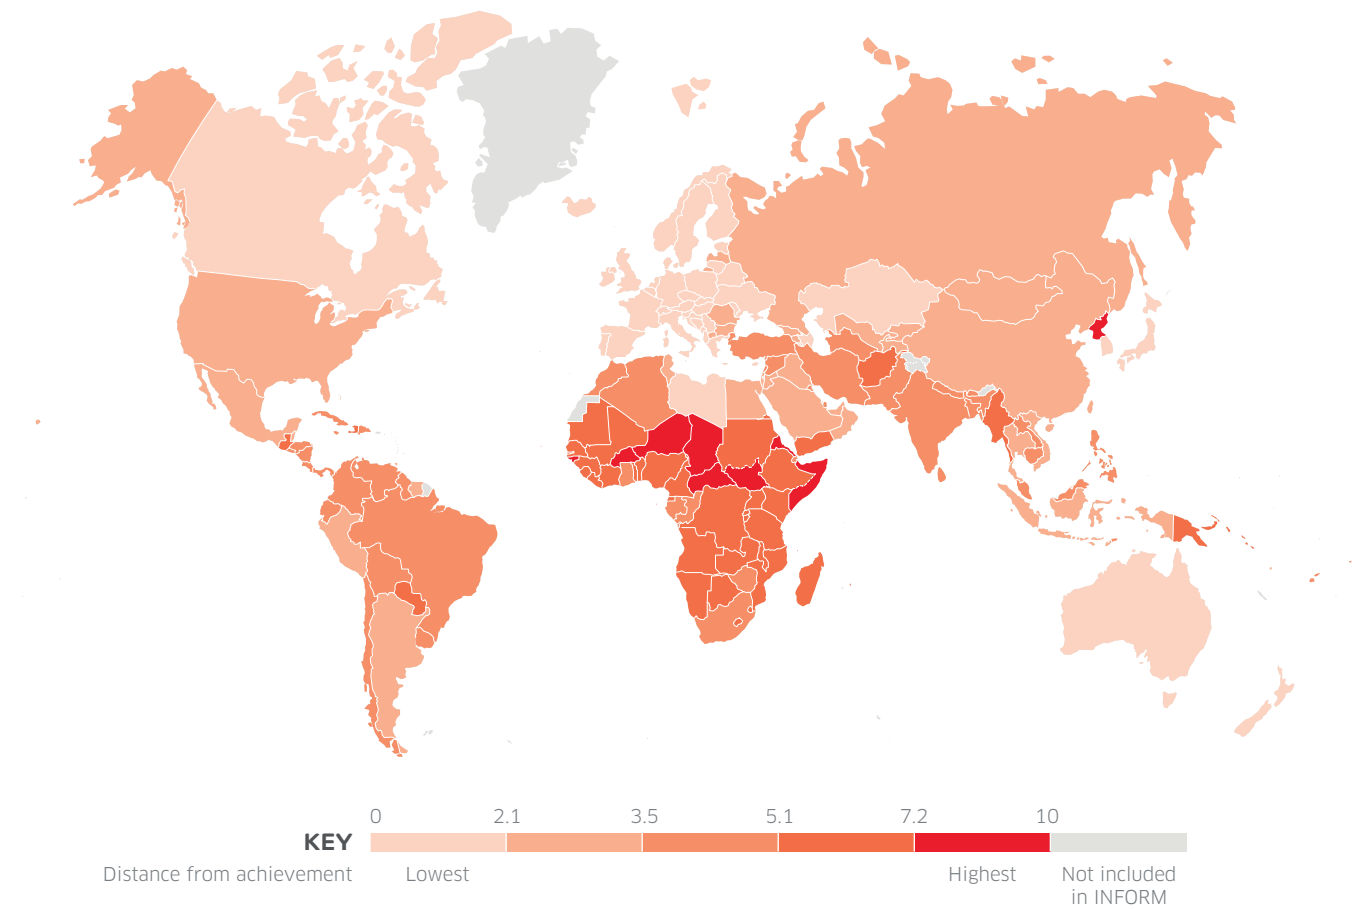 0 2.1 3.5 5.1 7.2 10
KEY
Distance from achievement Lowest Highest Not included
in INFORM